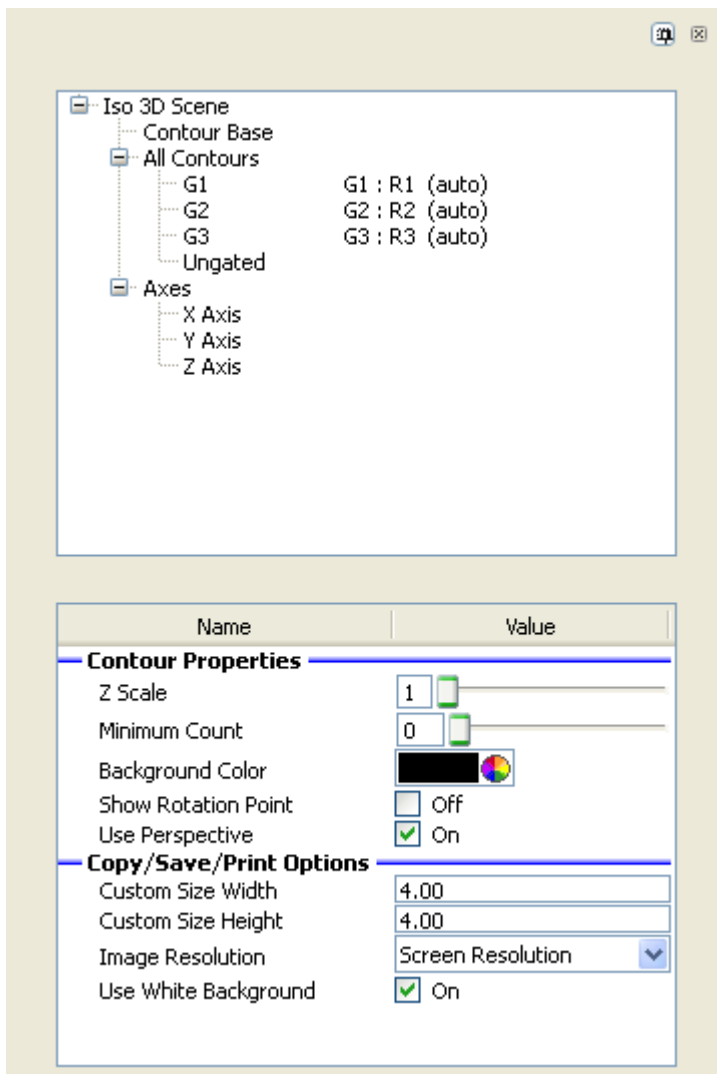 Iso 3D Scene
Contour Base
All Contours
G1 G1 : R1 (auto)
G2 G2 : R2 (auto)
G3 G3 : R3 (auto)
Ungated
Axes
X Axis
Y Axis
Z Axis
Name Value
Contour Properties
Z Scale 1
Minimum Count 0
Background Color
Show Rotation Point Off
Use Perspective On
Copy/Save/Print Options
Custom Size Width 4.00
Custom Size Height 4.00
Image Resolution Screen Resolution
Use White Background On